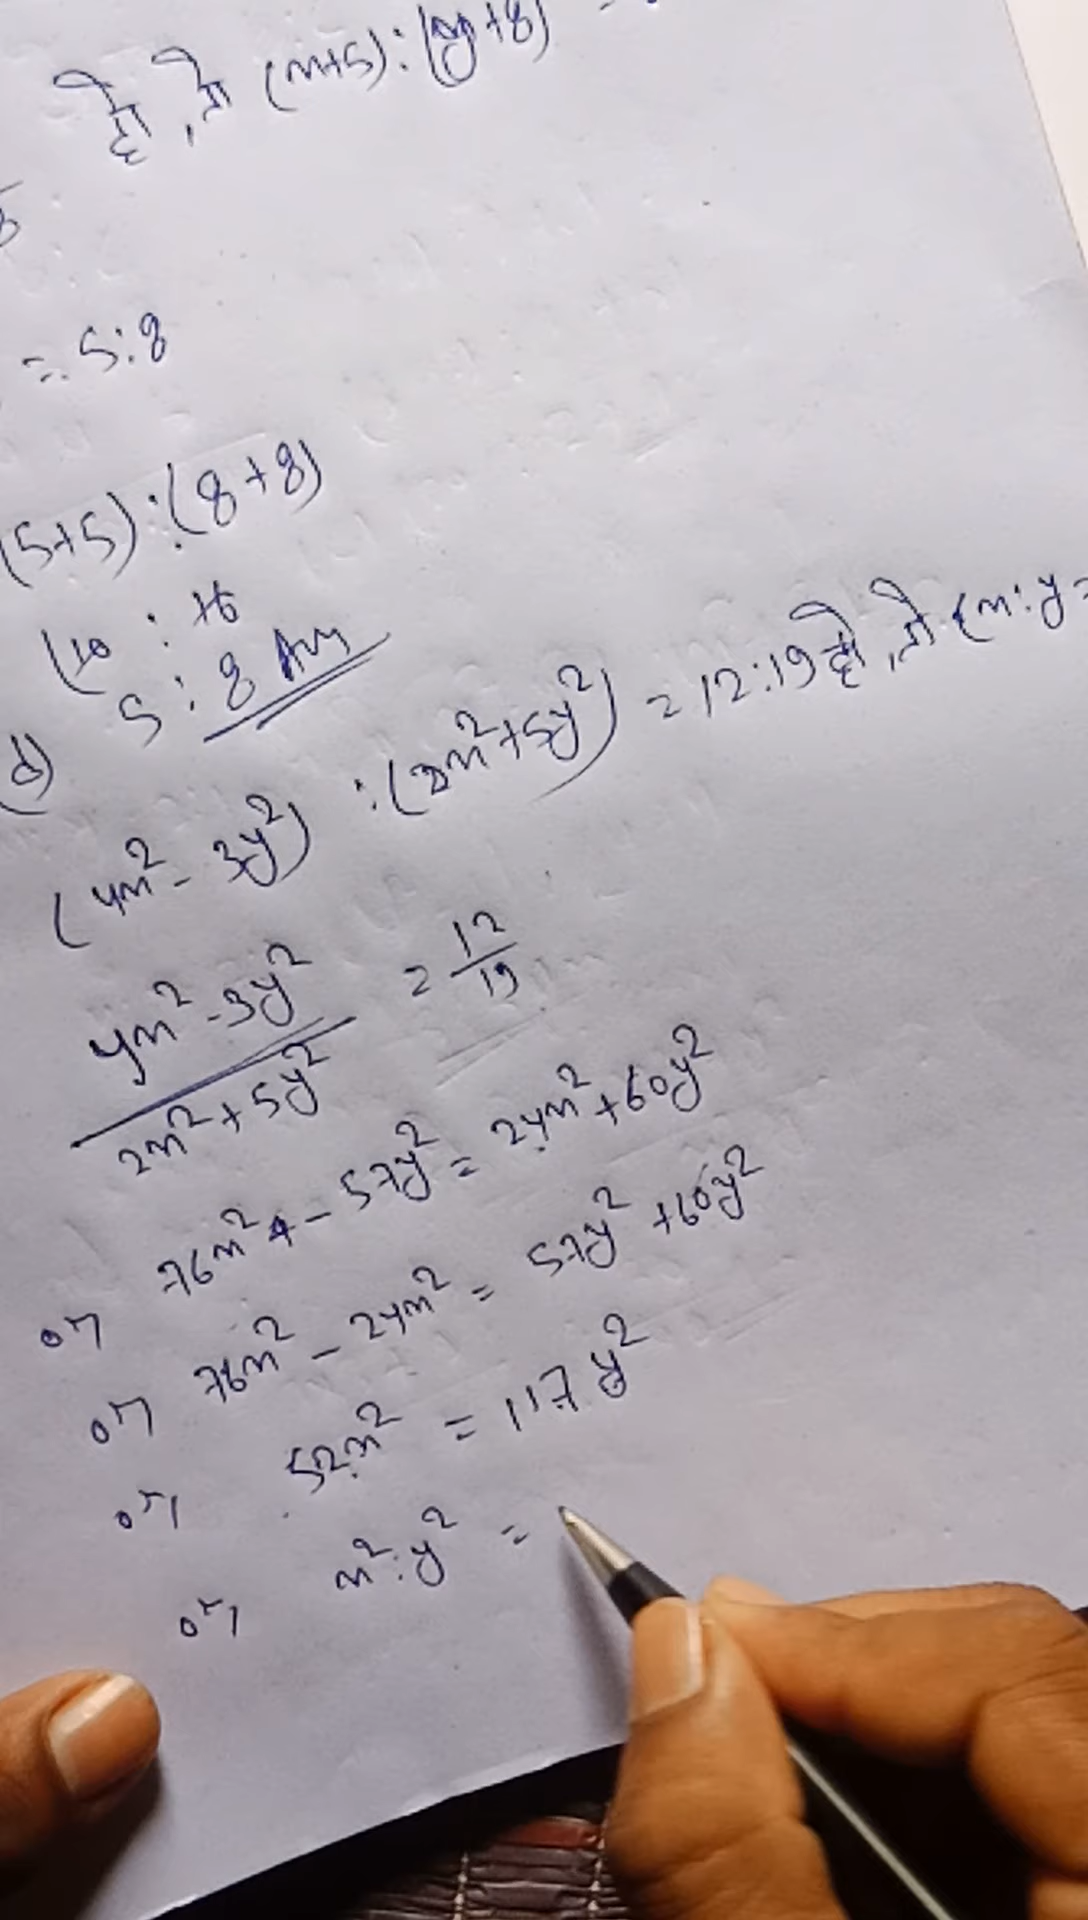 हो, तो (x+5):(y+8)
= 5:8
(5+5):(8+8)
10 : 16
5 : 8 Ans
(d) (4x² - 3y²) : (2x²+5y²) = 12:19 हो, तो (x:y =
4x² - 3y² / 2x² + 5y² = 12/19
or 76x² - 57y² = 24x² + 60y²
or 76x² - 24x² = 57y² + 60y²
or 52x² = 117y²
or x² : y² =